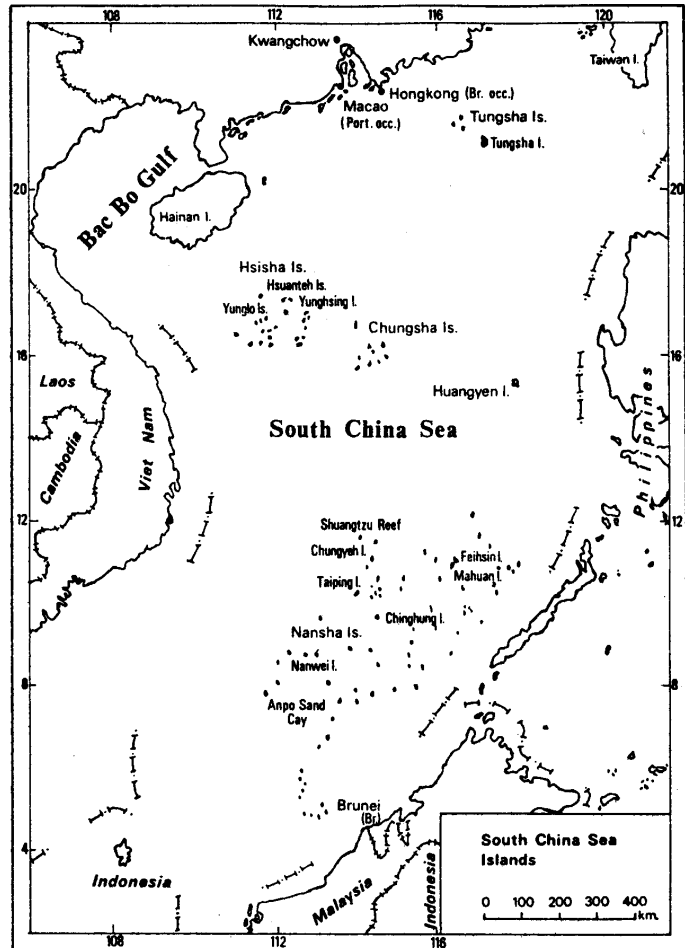 108
112
116
120
Kwangchow
Taiwan I.
Hongkong (Br. occ.)
Macao
(Port. occ.)
Tungsha Is.
Tungsha I.
Bac Bo Gulf
20
20
Hainan I.
Hsisha Is.
Hsuanteh Is.
Yunglo Is.
Yunghsing I.
Chungsha Is.
16
16
Laos
Huangyen I.
South China Sea
Cambodia
Viet Nam
Philippines
12
12
Shuangtzu Reef
Chungyeh I.
Feihsin I.
Taiping I.
Mahuan I.
Chinghung I.
Nansha Is.
Nanwei I.
8
8
Anpo Sand
Cay
Brunei
(Br)
4
South China Sea
Islands
Indonesia
Malaysia
Indonesia
0 100 200 300 400
km.
108
112
116